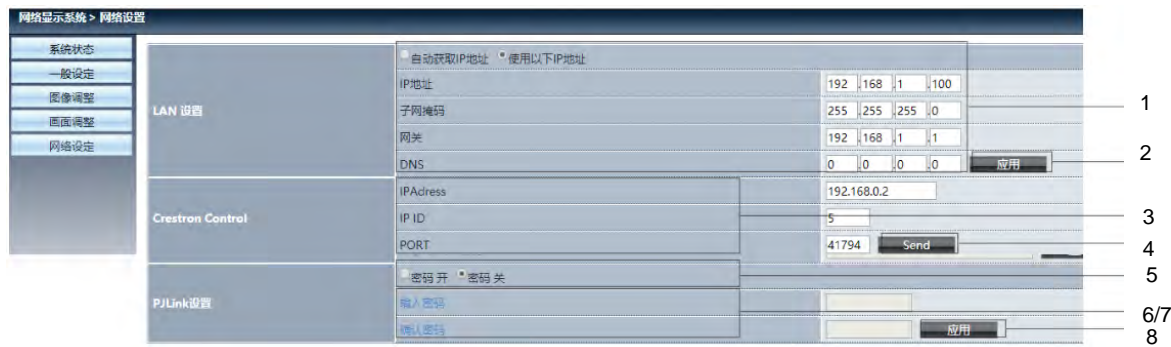 网络显示系统 > 网络设置
系统状态
一般设定
图像调整
画面调整
网络设定
LAN 设置
自动获取IP地址 使用以下IP地址
IP地址 192 .168 .1 .100
子网掩码 255 .255 .255 .0
网关 192 .168 .1 .1
DNS 0 .0 .0 .0 应用
Crestron Control
IPAdress 192.168.0.2
IP ID 5
PORT 41794 Send
PJLink设置
密码 开 密码 关
输入密码
确认密码 应用
1
2
3
4
5
6/7
8